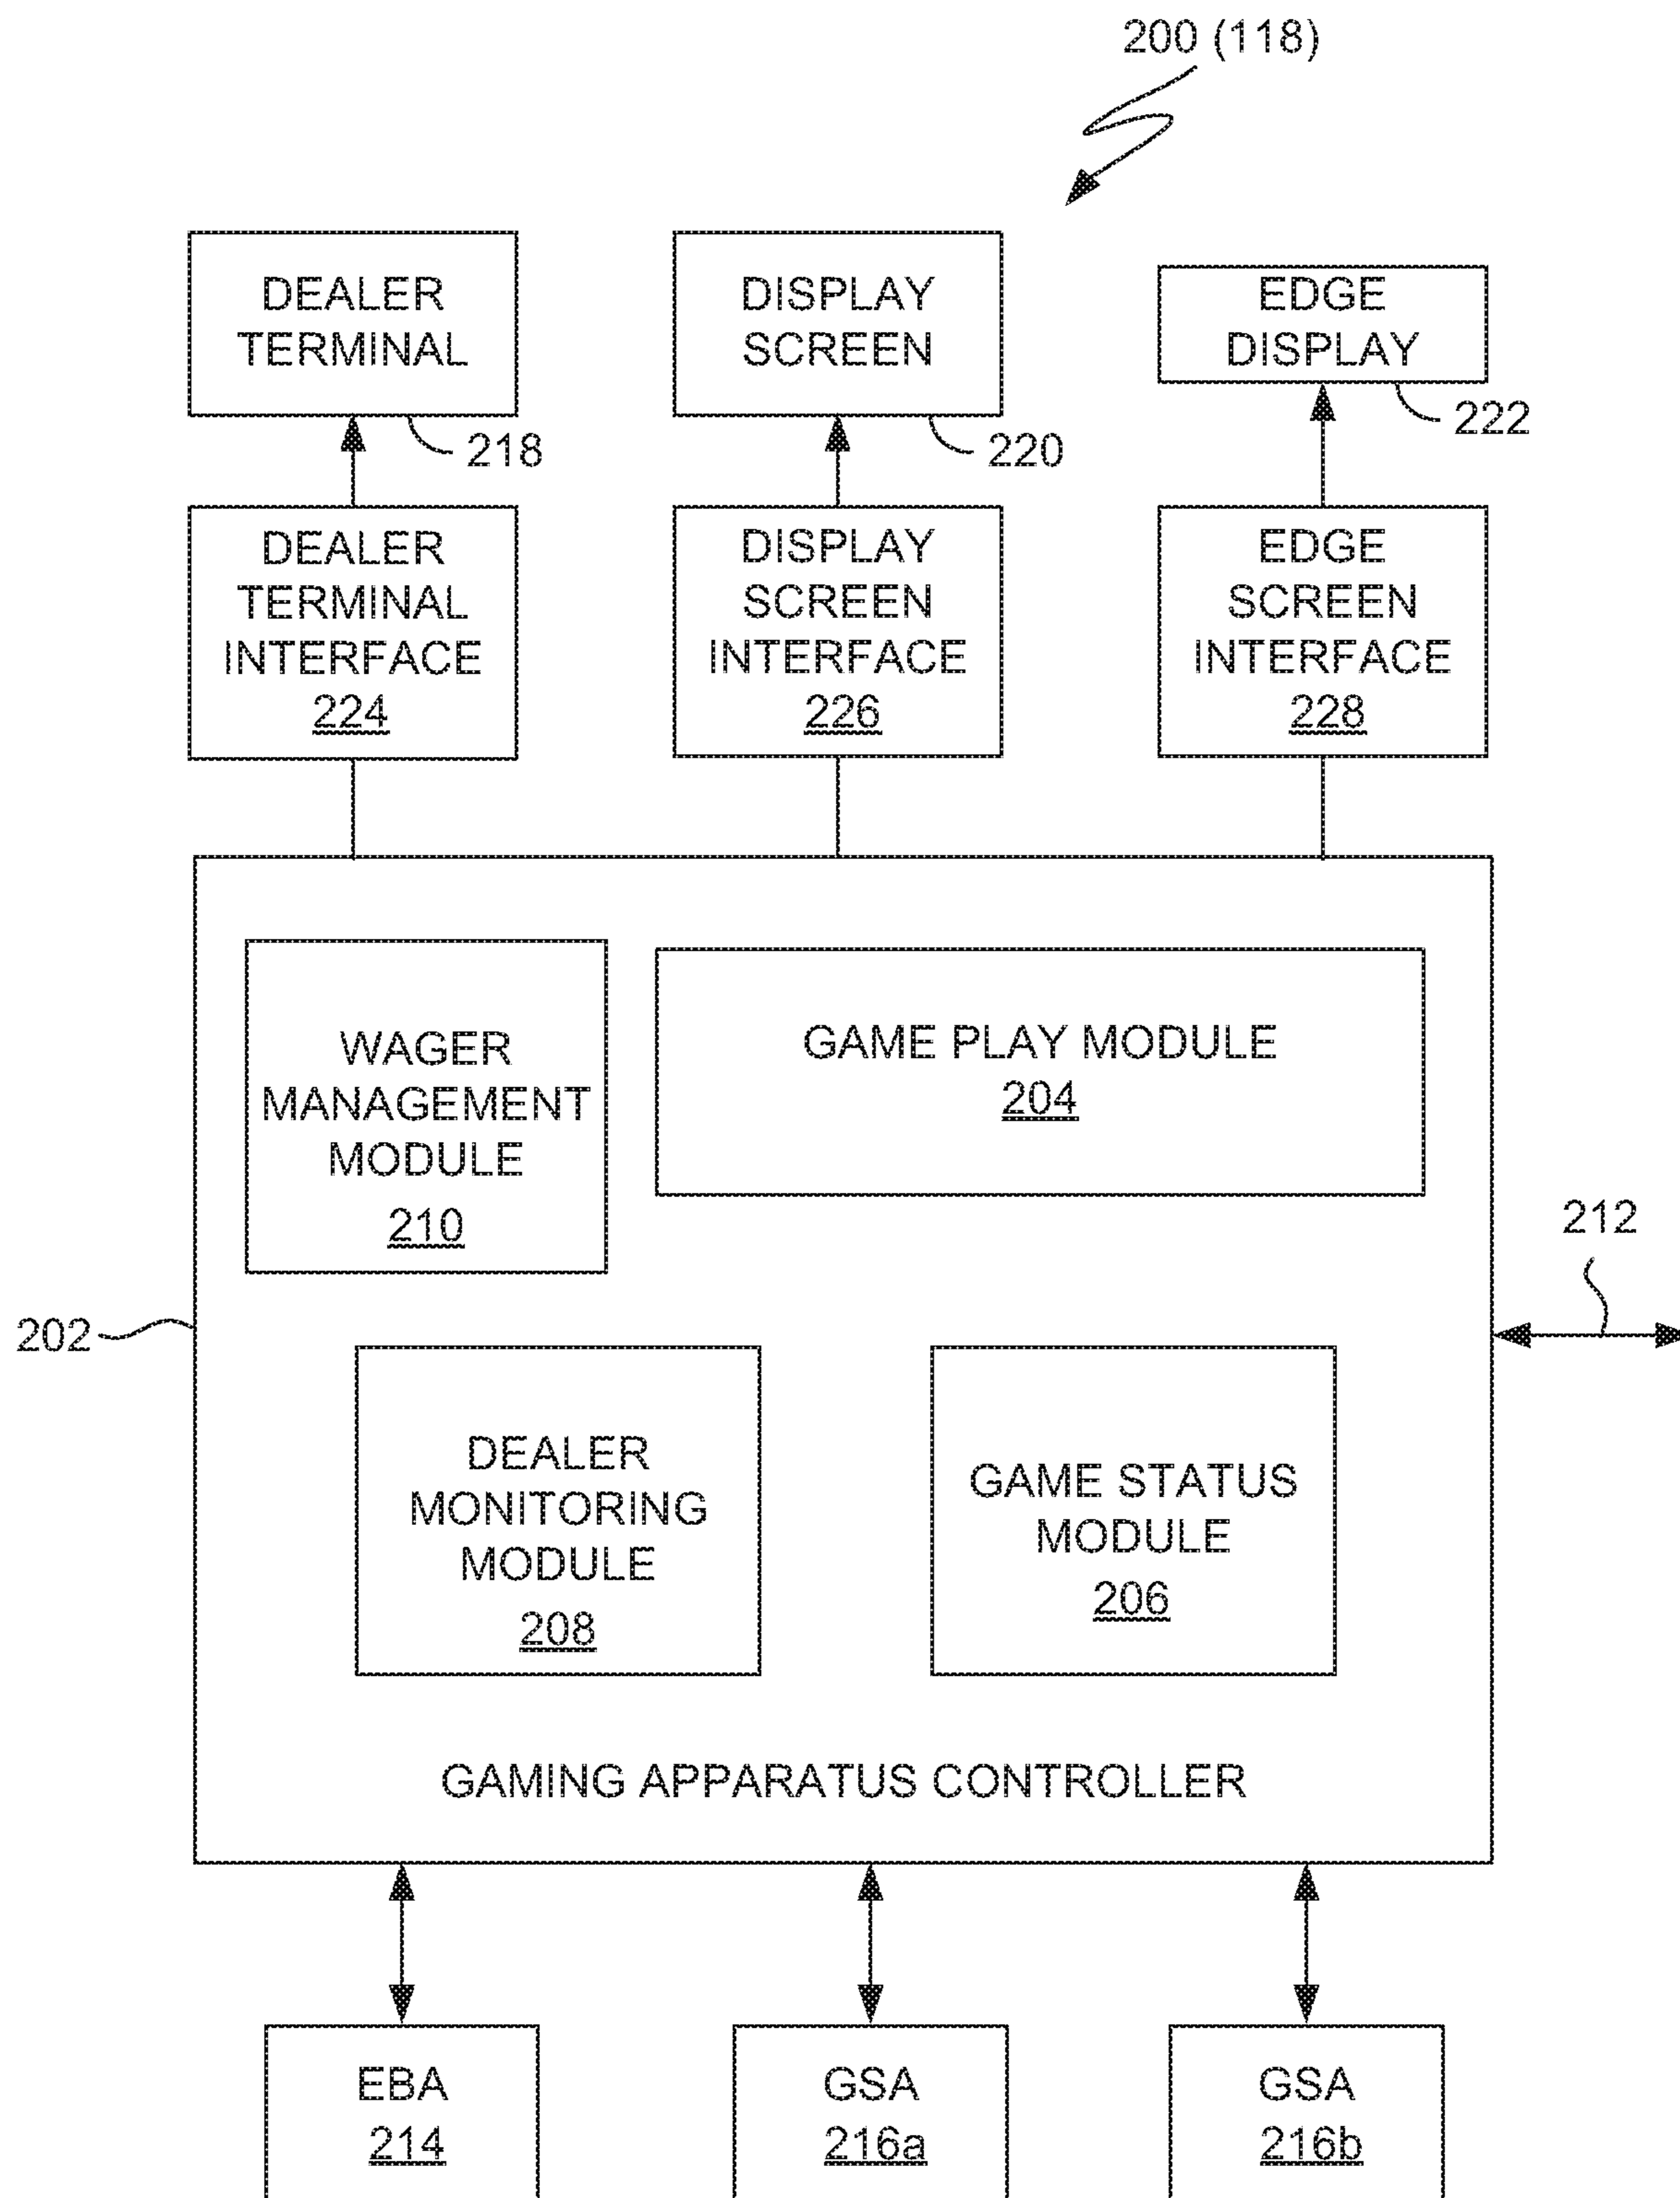 200 (118)
DEALER
TERMINAL
218
DISPLAY
SCREEN
220
EDGE
DISPLAY
222
DEALER
TERMINAL
INTERFACE
224
DISPLAY
SCREEN
INTERFACE
226
EDGE
SCREEN
INTERFACE
228
WAGER
MANAGEMENT
MODULE
210
GAME PLAY MODULE
204
212
202
DEALER
MONITORING
MODULE
208
GAME STATUS
MODULE
206
GAMING APPARATUS CONTROLLER
EBA
214
GSA
216a
GSA
216b